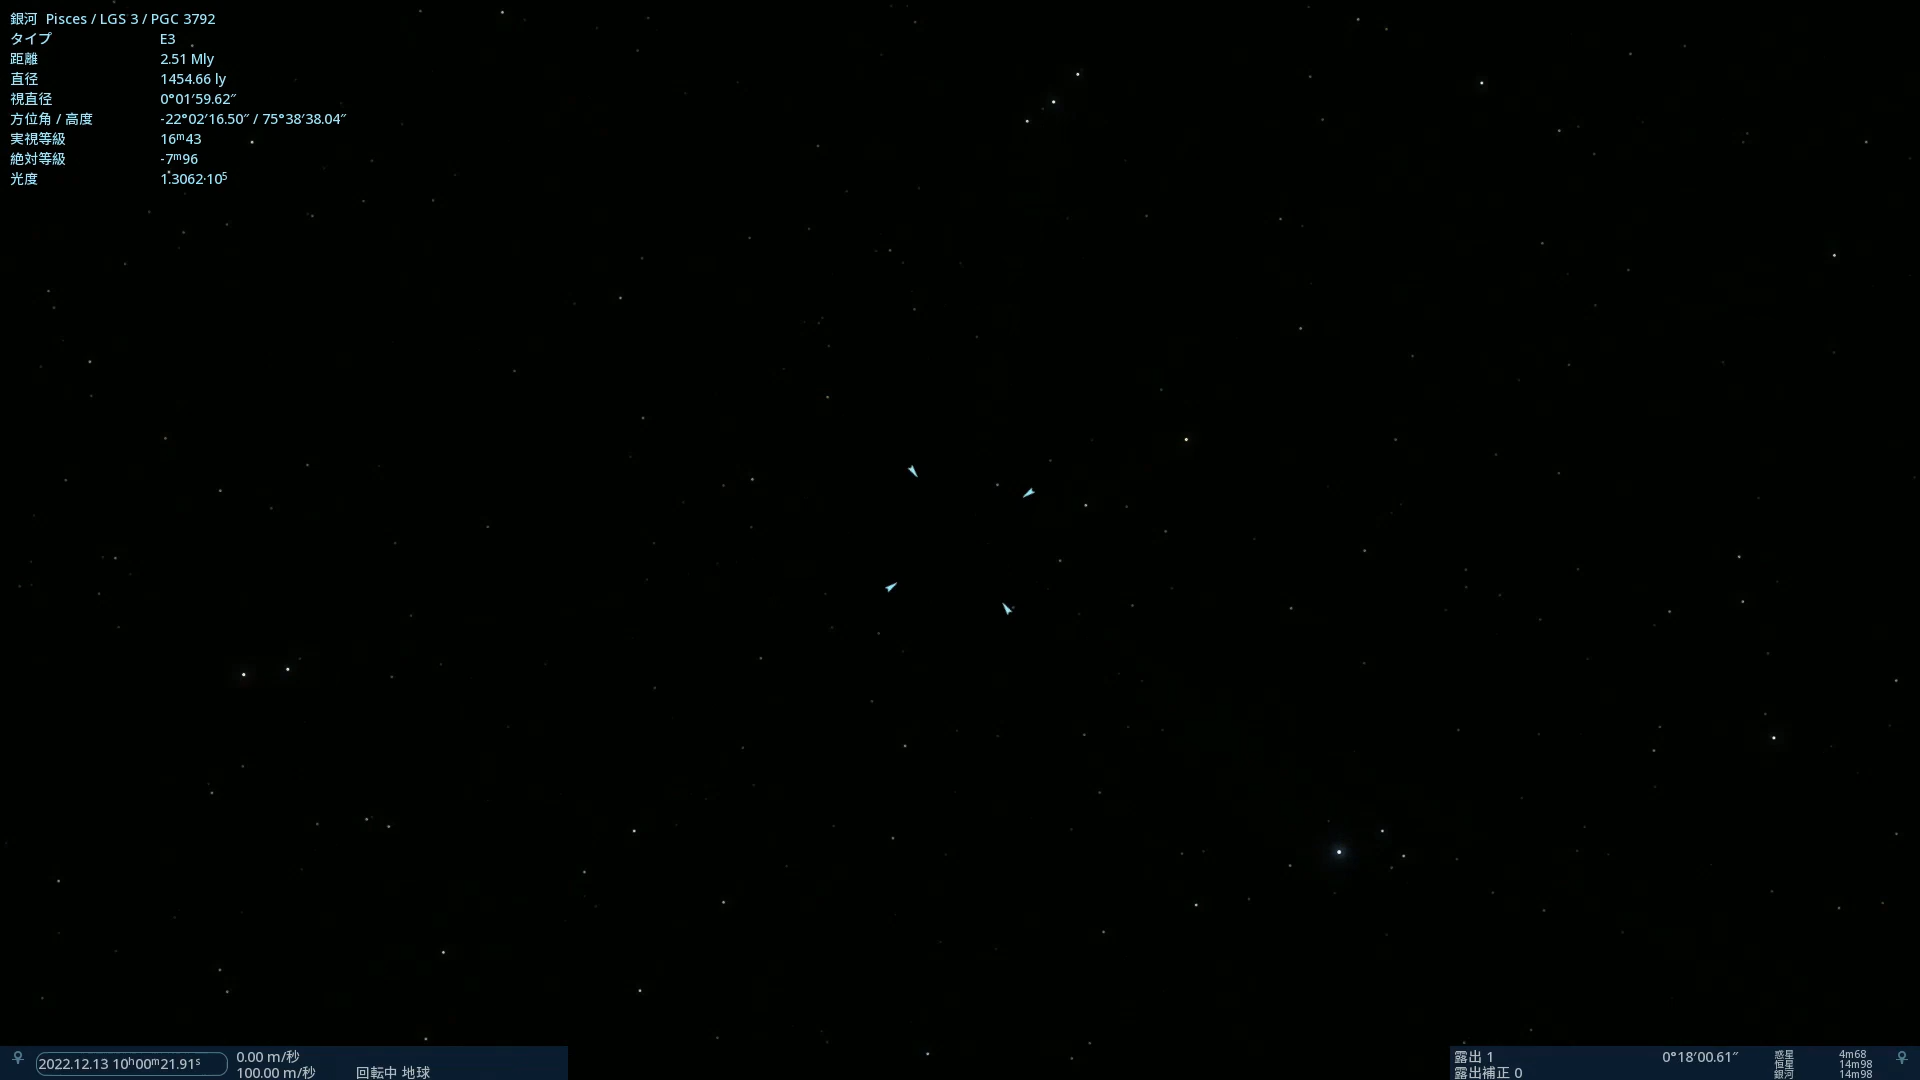 銀河 Pisces / LGS 3 / PGC 3792
タイプ E3
距離 2.51 Mly
直径 1454.66 ly
視直径 0°01′59.62″
方位角 / 高度 -22°02′16.50″ / 75°38′38.04″
実視等級 16ᵐ43
絶対等級 -7ᵐ96
光度 1.3062·10⁵
2022.12.13 10ʰ00ᵐ21.91ˢ
0.00 m/秒
100.00 m/秒 回転中 地球
露出 1 0°18′00.61″
露出補正 0
惑星 4m68
恒星 14m98
銀河 14m98